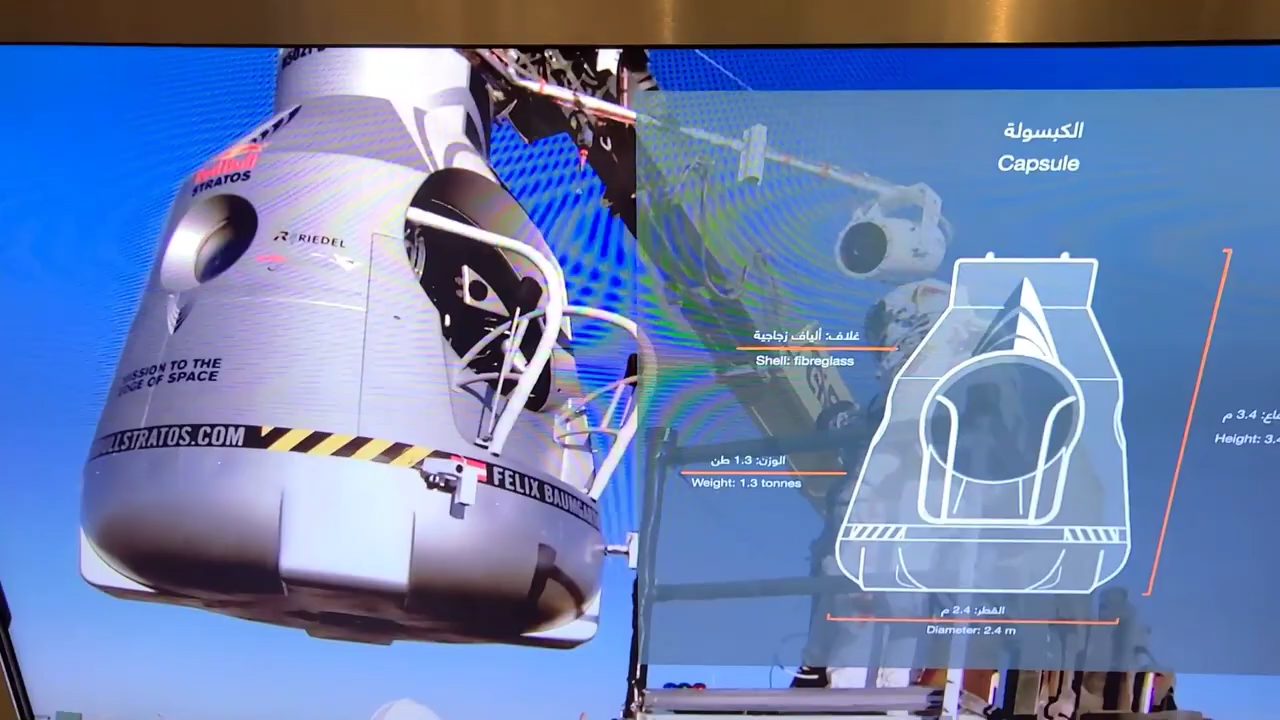 RedBull
STRATOS
RIEDEL
MISSION TO THE
EDGE OF SPACE
LLSTRATOS.COM
FELIX BAUMGA
الكبسولة
Capsule
غلاف: ألياف زجاجية
Shell: fibreglass
الوزن: 1.3 طن
Weight: 1.3 tonnes
3.4 م
Height: 3.4
القطر: 2.4 م
Diameter: 2.4 m